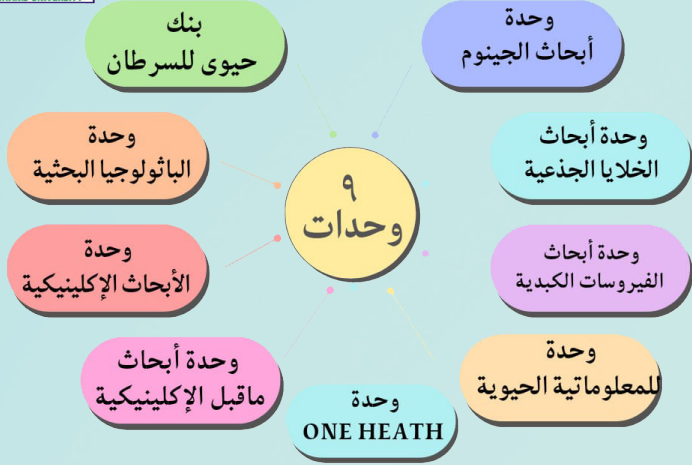 ٩
وحدات
وحدة
أبحاث الجينوم
وحدة أبحاث
الخلايا الجذعية
وحدة أبحاث
الفيروسات الكبدية
وحدة
للمعلوماتية الحيوية
وحدة
ONE HEATH
وحدة أبحاث
ماقبل الإكلينيكية
وحدة
الأبحاث الإكلينيكية
وحدة
الباثولوجيا البحثية
بنك
حيوى للسرطان